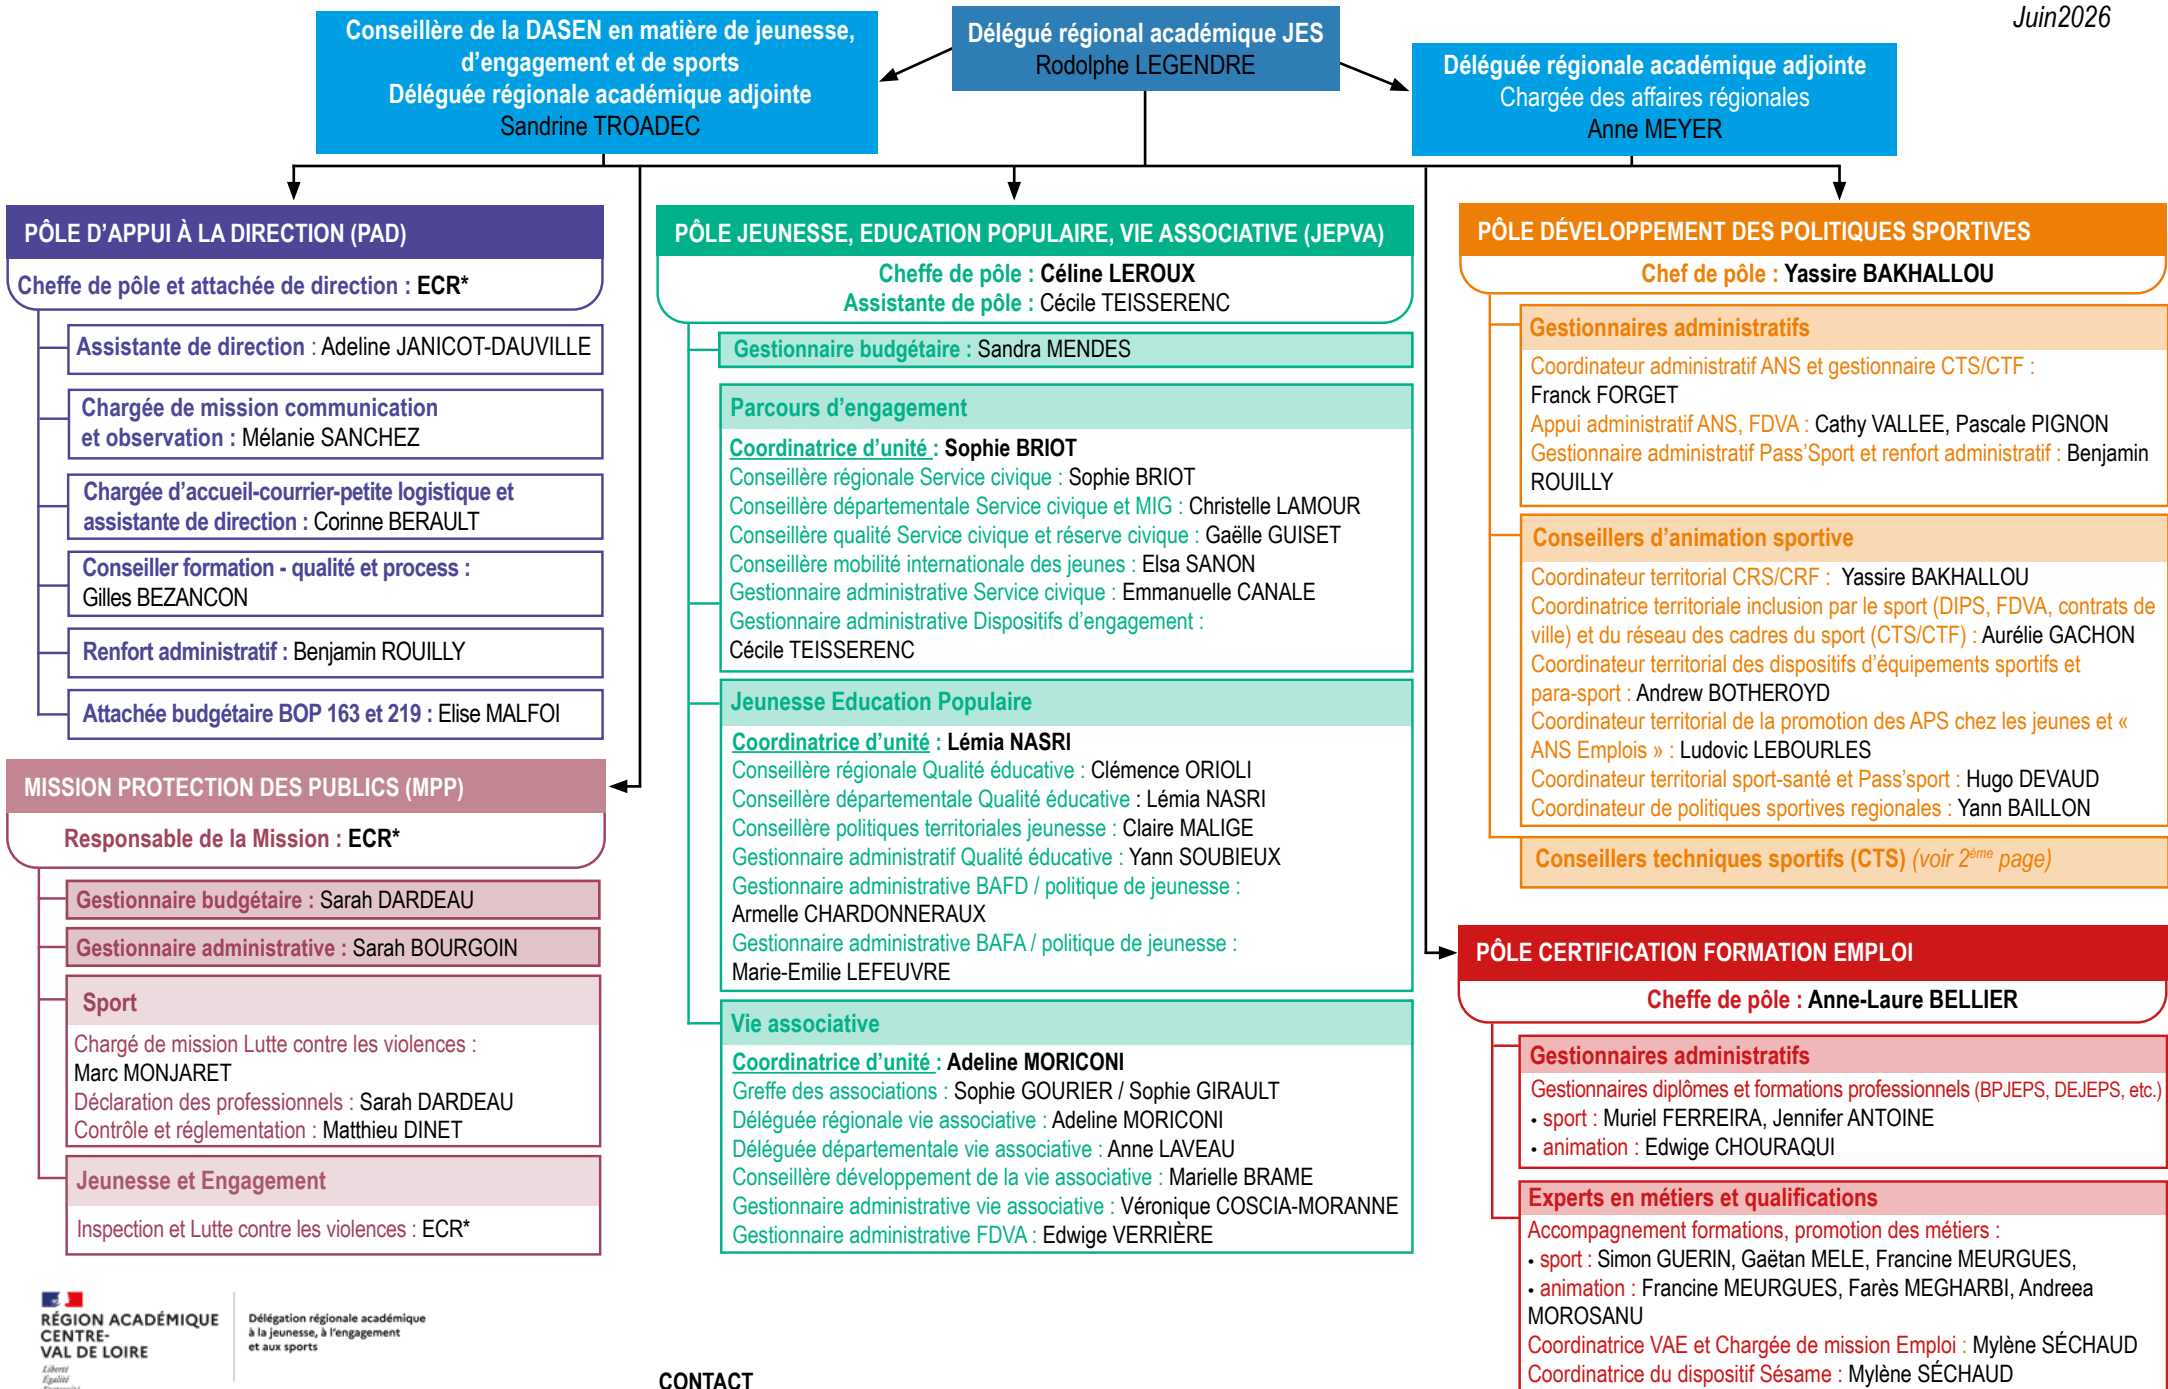 Juin2026
Conseillère de la DASEN en matière de jeunesse,
d'engagement et de sports
Déléguée régionale académique adjointe
Sandrine TROADEC
Délégué régional académique JES
Rodolphe LEGENDRE
Déléguée régionale académique adjointe
Chargée des affaires régionales
Anne MEYER
PÔLE D'APPUI À LA DIRECTION (PAD)
Cheffe de pôle et attachée de direction : ECR*
Assistante de direction : Adeline JANICOT-DAUVILLE
Chargée de mission communication
et observation : Mélanie SANCHEZ
Chargée d'accueil-courrier-petite logistique et
assistante de direction : Corinne BERAULT
Conseiller formation - qualité et process :
Gilles BEZANCON
Renfort administratif : Benjamin ROUILLY
Attachée budgétaire BOP 163 et 219 : Elise MALFOI
MISSION PROTECTION DES PUBLICS (MPP)
Responsable de la Mission : ECR*
Gestionnaire budgétaire : Sarah DARDEAU
Gestionnaire administrative : Sarah BOURGOIN
Sport
Chargé de mission Lutte contre les violences :
Marc MONJARET
Déclaration des professionnels : Sarah DARDEAU
Contrôle et réglementation : Matthieu DINET
Jeunesse et Engagement
Inspection et Lutte contre les violences : ECR*
PÔLE JEUNESSE, EDUCATION POPULAIRE, VIE ASSOCIATIVE (JEPVA)
Cheffe de pôle : Céline LEROUX
Assistante de pôle : Cécile TEISSERENC
Gestionnaire budgétaire : Sandra MENDES
Parcours d'engagement
Coordinatrice d'unité : Sophie BRIOT
Conseillère régionale Service civique : Sophie BRIOT
Conseillère départementale Service civique et MIG : Christelle LAMOUR
Conseillère qualité Service civique et réserve civique : Gaëlle GUISET
Conseillère mobilité internationale des jeunes : Elsa SANON
Gestionnaire administrative Service civique : Emmanuelle CANALE
Gestionnaire administrative Dispositifs d'engagement :
Cécile TEISSERENC
Jeunesse Education Populaire
Coordinatrice d'unité : Lémia NASRI
Conseillère régionale Qualité éducative : Clémence ORIOLI
Conseillère départementale Qualité éducative : Lémia NASRI
Conseillère politiques territoriales jeunesse : Claire MALIGE
Gestionnaire administratif Qualité éducative : Yann SOUBIEUX
Gestionnaire administrative BAFD / politique de jeunesse :
Armelle CHARDONNERAUX
Gestionnaire administrative BAFA / politique de jeunesse :
Marie-Emilie LEFEUVRE
Vie associative
Coordinatrice d'unité : Adeline MORICONI
Greffe des associations : Sophie GOURIER / Sophie GIRAULT
Déléguée régionale vie associative : Adeline MORICONI
Déléguée départementale vie associative : Anne LAVEAU
Conseillère développement de la vie associative : Marielle BRAME
Gestionnaire administrative vie associative : Véronique COSCIA-MORANNE
Gestionnaire administrative FDVA : Edwige VERRIÈRE
PÔLE DÉVELOPPEMENT DES POLITIQUES SPORTIVES
Chef de pôle : Yassire BAKHALLOU
Gestionnaires administratifs
Coordinateur administratif ANS et gestionnaire CTS/CTF :
Franck FORGET
Appui administratif ANS, FDVA : Cathy VALLEE, Pascale PIGNON
Gestionnaire administratif Pass'Sport et renfort administratif : Benjamin
ROUILLY
Conseillers d'animation sportive
Coordinateur territorial CRS/CRF : Yassire BAKHALLOU
Coordinatrice territoriale inclusion par le sport (DIPS, FDVA, contrats de
ville) et du réseau des cadres du sport (CTS/CTF) : Aurélie GACHON
Coordinateur territorial des dispositifs d'équipements sportifs et
para-sport : Andrew BOTHEROYD
Coordinateur territorial de la promotion des APS chez les jeunes et «
ANS Emplois » : Ludovic LEBOURLES
Coordinateur territorial sport-santé et Pass'sport : Hugo DEVAUD
Coordinateur de politiques sportives regionales : Yann BAILLON
Conseillers techniques sportifs (CTS) (voir 2ème page)
PÔLE CERTIFICATION FORMATION EMPLOI
Cheffe de pôle : Anne-Laure BELLIER
Gestionnaires administratifs
Gestionnaires diplômes et formations professionnels (BPJEPS, DEJEPS, etc.)
• sport : Muriel FERREIRA, Jennifer ANTOINE
• animation : Edwige CHOURAQUI
Experts en métiers et qualifications
Accompagnement formations, promotion des métiers :
• sport : Simon GUERIN, Gaëtan MELE, Francine MEURGUES,
• animation : Francine MEURGUES, Farès MEGHARBI, Andreea
MOROSANU
Coordinatrice VAE et Chargée de mission Emploi : Mylène SÉCHAUD
Coordinatrice du dispositif Sésame : Mylène SÉCHAUD
RÉGION ACADÉMIQUE
CENTRE-
VAL DE LOIRE
Liberté
Égalité
Délégation régionale académique
à la jeunesse, à l'engagement
et aux sports
CONTACT